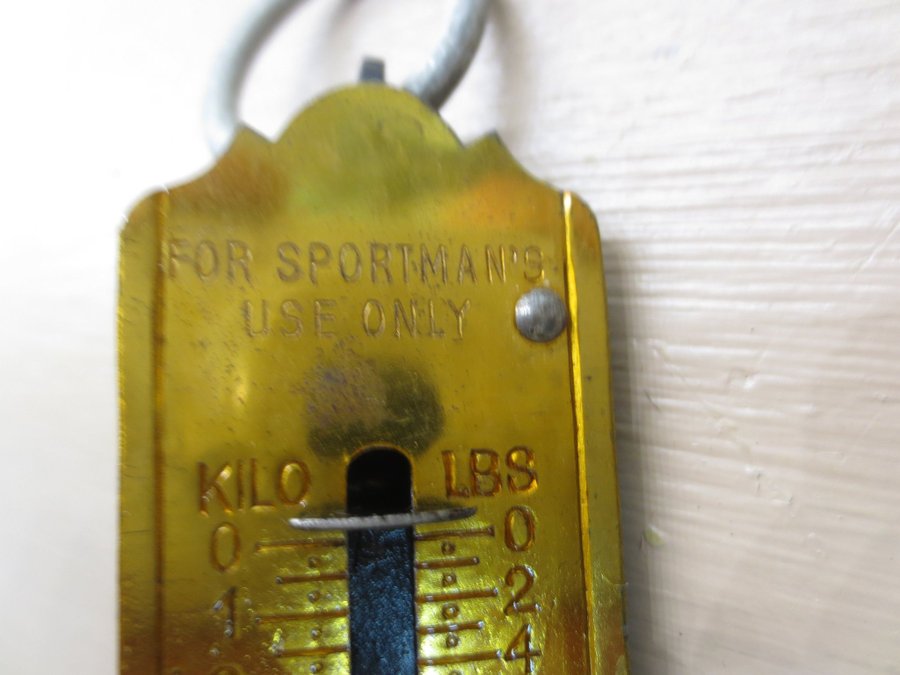 FOR SPORTMAN'S
USE ONLY
KILO LBS
0 0
1 2
4